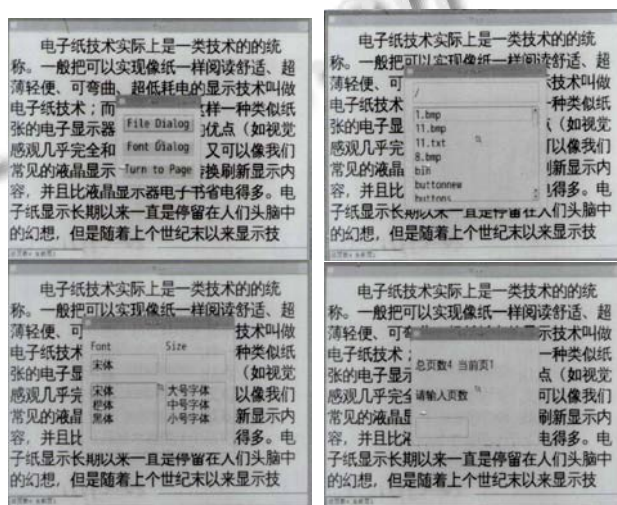 电子纸技术实际上是一类技术的的统
称。一般把可以实现像纸一样阅读舒适、超
薄轻便、可弯曲、超低耗电的显示技术叫做
电子纸技术；而 这样一种类似纸
张的电子显示器 的优点（如视觉
感观几乎完全和 又可以像我们
常见的液晶显示 转换刷新显示内
容，并且比液晶显示器电子书省电得多。电
子纸显示长期以来一直是停留在人们头脑中
的幻想，但是随着上个世纪末以来显示技
File Dialog
Font Dialog
Turn to Page
电子纸技术实际上是一类技术的的统
称。一般把可以实现像纸一样阅读舒适、超
薄轻便、可 示技术叫做
电子纸技术 一种类似纸
张的电子显 点（如视觉
感观几乎完 可以像我们
常见的液晶 刷新显示内
容，并且比 电得多。电
子纸显示长期以来一直是停留在人们头脑中
的幻想，但是随着上个世纪末以来显示技
/
1.bmp
11.bmp
11.txt
8.bmp
bin
buttonnew
buttons
电子纸技术实际上是一类技术的的统
称。一般把可以实现像纸一样阅读舒适、超
薄轻便、可 技术叫做
电子纸技术 种类似纸
张的电子显 （如视觉
感观几乎完 以像我们
常见的液晶 新显示内
容，并且比 得多。电
子纸显示长期以来一直是停留在人们头脑中
的幻想，但是随着上个世纪末以来显示技
Font Size
宋体
宋体 大号字体
楷体 中号字体
黑体 小号字体
电子纸技术实际上是一类技术的的统
称。一般把可以实现像纸一样阅读舒适、超
薄轻便、可 示技术叫做
电子纸技术； 一种类似纸
张的电子显 点（如视觉
感观几乎完全 可以像我们
常见的液晶显 刷新显示内
容，并且比液 电得多。电
子纸显示长期以来一直是停留在人们头脑中
的幻想，但是随着上个世纪末以来显示技
总页数4 当前页1
请输入页数